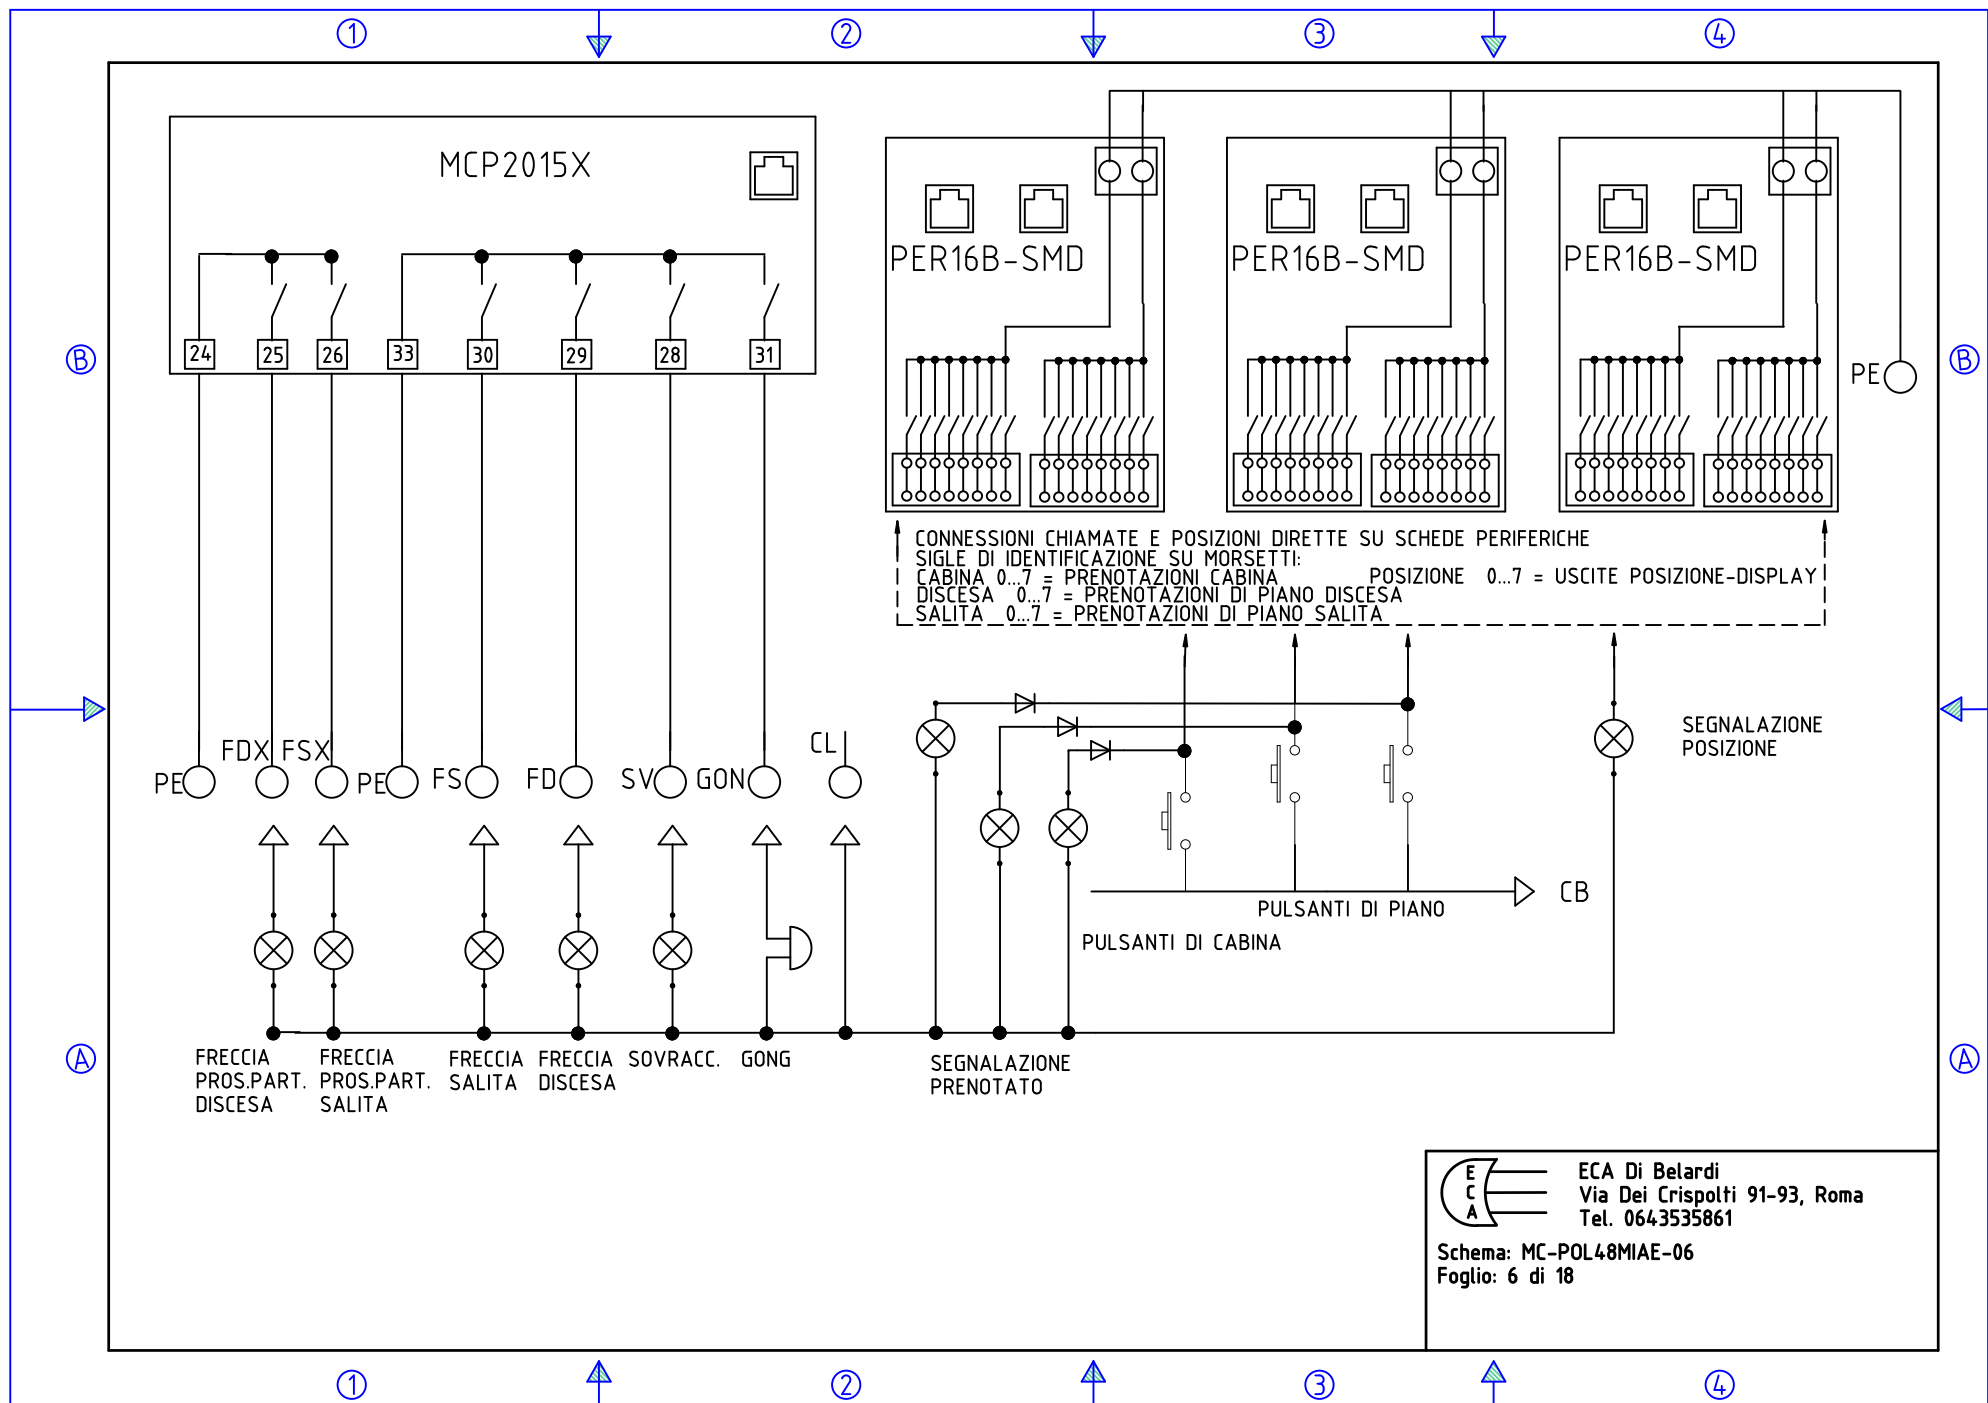 1 2 3 4
MCP2015X
PER16B-SMD PER16B-SMD PER16B-SMD
24 25 26 33 30 29 28 31
B B
PE
CONNESSIONI CHIAMATE E POSIZIONI DIRETTE SU SCHEDE PERIFERICHE
SIGLE DI IDENTIFICAZIONE SU MORSETTI:
CABINA 0...7 = PRENOTAZIONI CABINA POSIZIONE 0...7 = USCITE POSIZIONE-DISPLAY
DISCESA 0...7 = PRENOTAZIONI DI PIANO DISCESA
SALITA 0...7 = PRENOTAZIONI DI PIANO SALITA
SEGNALAZIONE
POSIZIONE
PE FDX FSX PE FS FD SV GON CL
CB
PULSANTI DI PIANO
PULSANTI DI CABINA
A A
FRECCIA
PROS.PART.
DISCESA
FRECCIA
PROS.PART.
SALITA
FRECCIA
SALITA
FRECCIA
DISCESA
SOVRACC.
GONG
SEGNALAZIONE
PRENOTATO
E
C
A
ECA Di Belardi
Via Dei Crispolti 91-93, Roma
Tel. 0643535861
Schema: MC-POL48MIAE-06
Foglio: 6 di 18
1 2 3 4